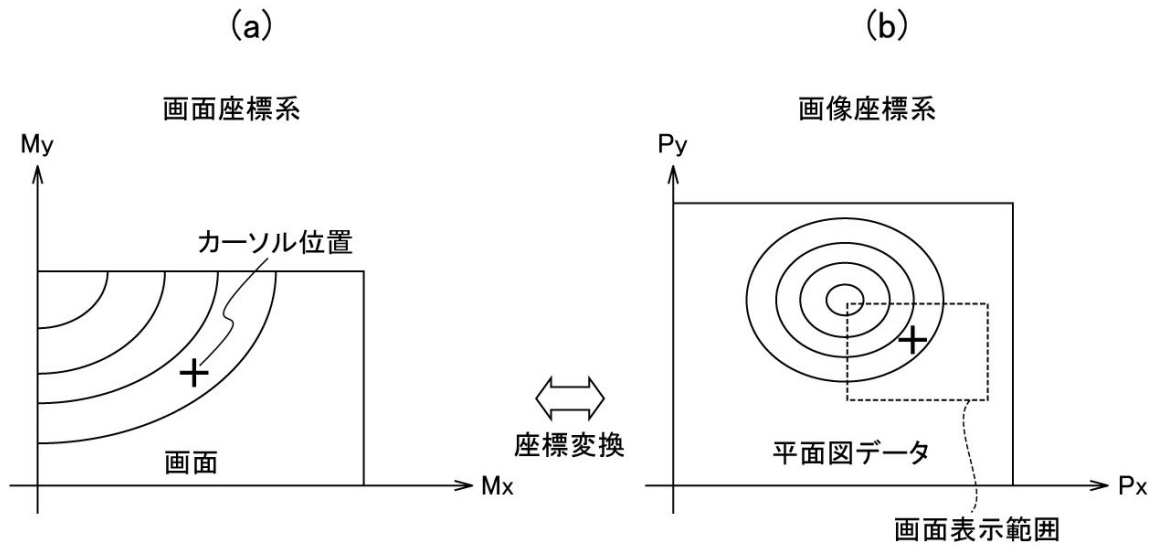 (a)
画面座標系
My
カーソル位置
画面
Mx
座標変換
(b)
画像座標系
Py
平面図データ
Px
画面表示範囲